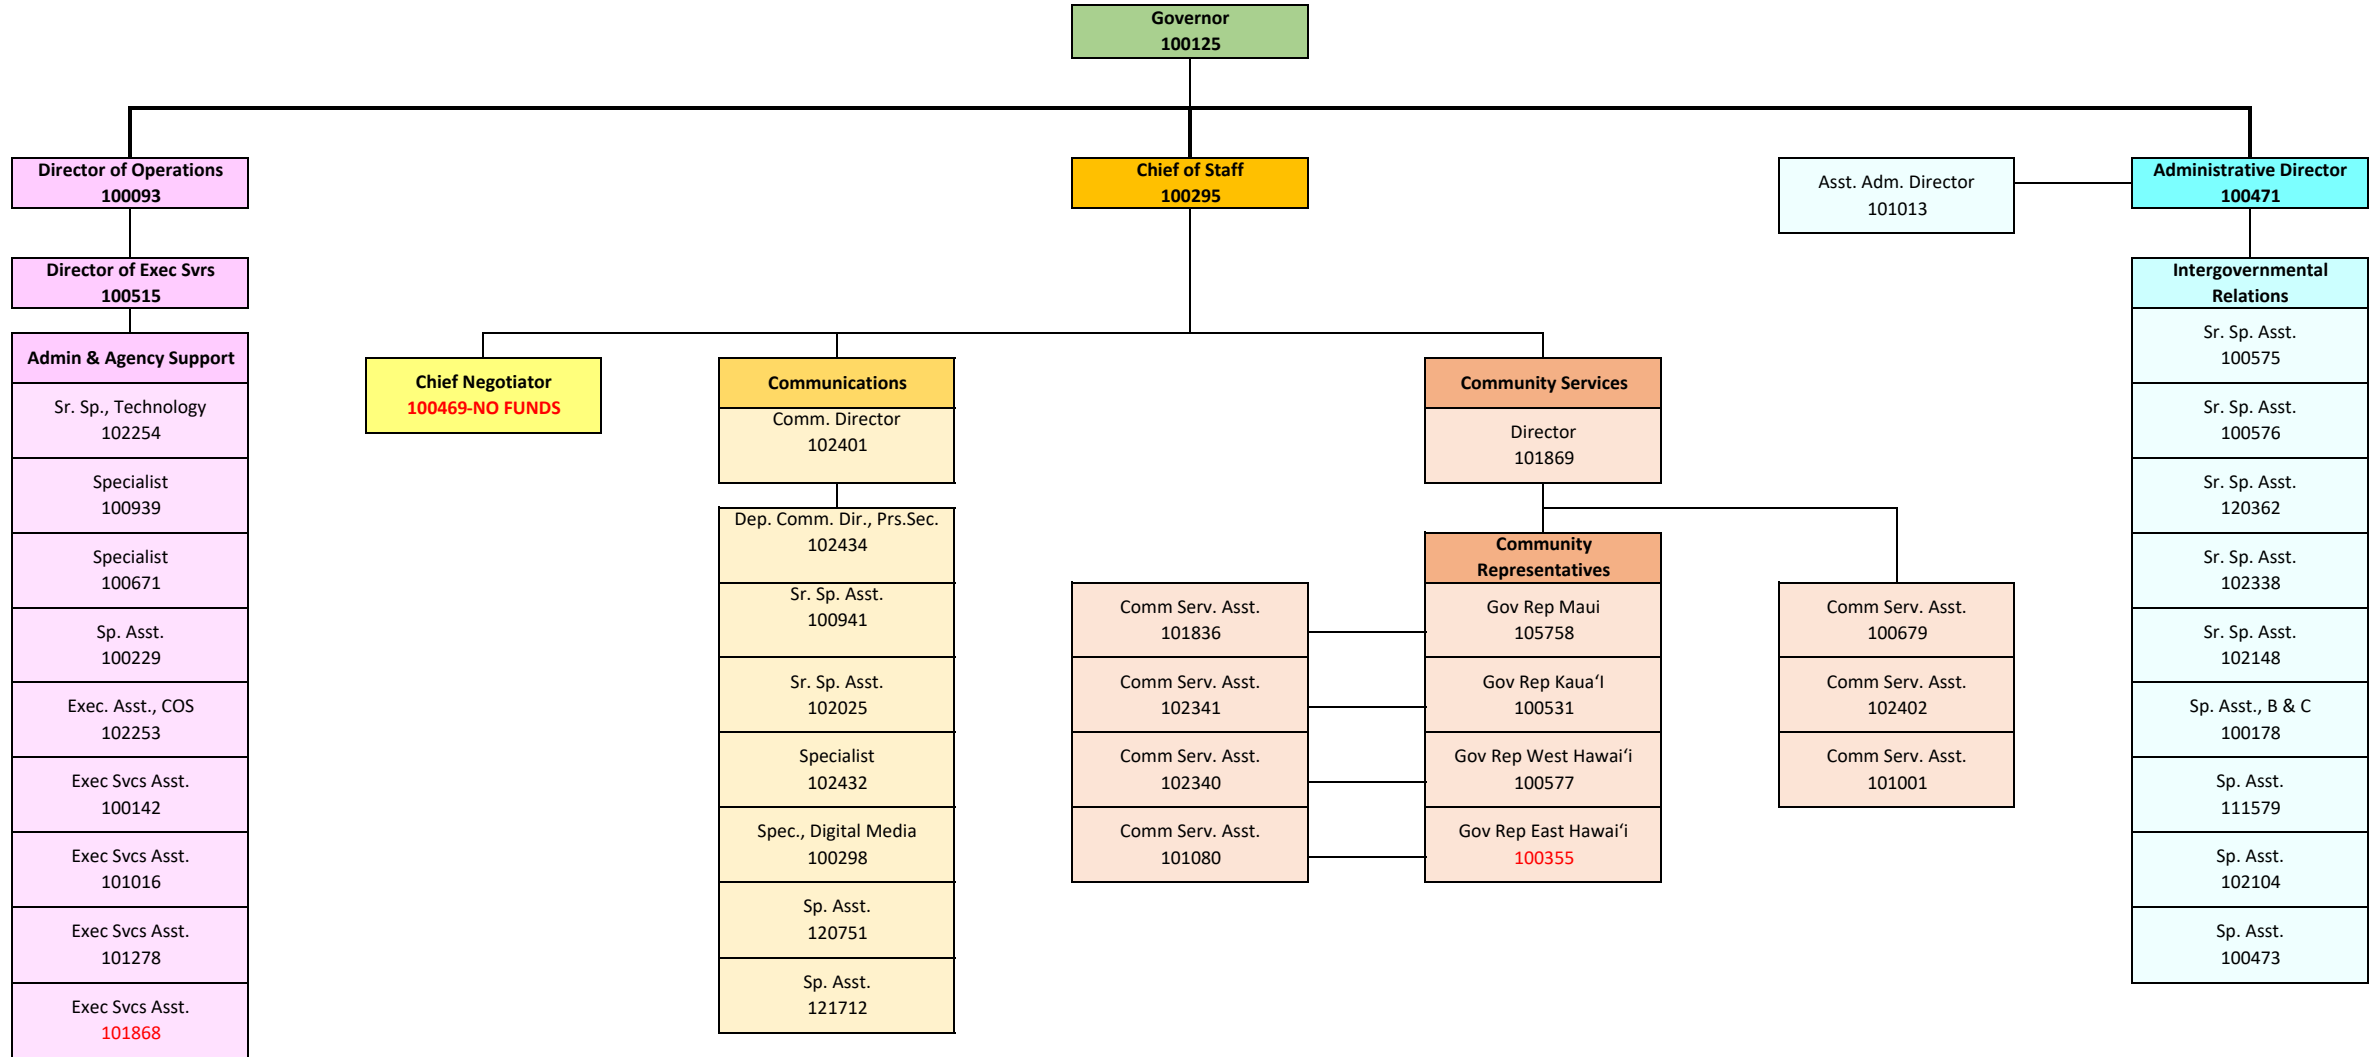 Governor
100125
Director of Operations
100093
Chief of Staff
100295
Asst. Adm. Director
101013
Administrative Director
100471
Director of Exec Svrs
100515
Admin & Agency Support
Sr. Sp., Technology
102254
Specialist
100939
Specialist
100671
Sp. Asst.
100229
Exec. Asst., COS
102253
Exec Svcs Asst.
100142
Exec Svcs Asst.
101016
Exec Svcs Asst.
101278
Exec Svcs Asst.
101868
Chief Negotiator
100469-NO FUNDS
Communications
Comm. Director
102401
Dep. Comm. Dir., Prs.Sec.
102434
Sr. Sp. Asst.
100941
Sr. Sp. Asst.
102025
Specialist
102432
Spec., Digital Media
100298
Sp. Asst.
120751
Sp. Asst.
121712
Community Services
Director
101869
Community
Representatives
Comm Serv. Asst.
101836
Comm Serv. Asst.
102341
Comm Serv. Asst.
102340
Comm Serv. Asst.
101080
Gov Rep Maui
105758
Gov Rep KauaʻI
100531
Gov Rep West Hawaiʻi
100577
Gov Rep East Hawaiʻi
100355
Comm Serv. Asst.
100679
Comm Serv. Asst.
102402
Comm Serv. Asst.
101001
Intergovernmental
Relations
Sr. Sp. Asst.
100575
Sr. Sp. Asst.
100576
Sr. Sp. Asst.
120362
Sr. Sp. Asst.
102338
Sr. Sp. Asst.
102148
Sp. Asst., B & C
100178
Sp. Asst.
111579
Sp. Asst.
102104
Sp. Asst.
100473